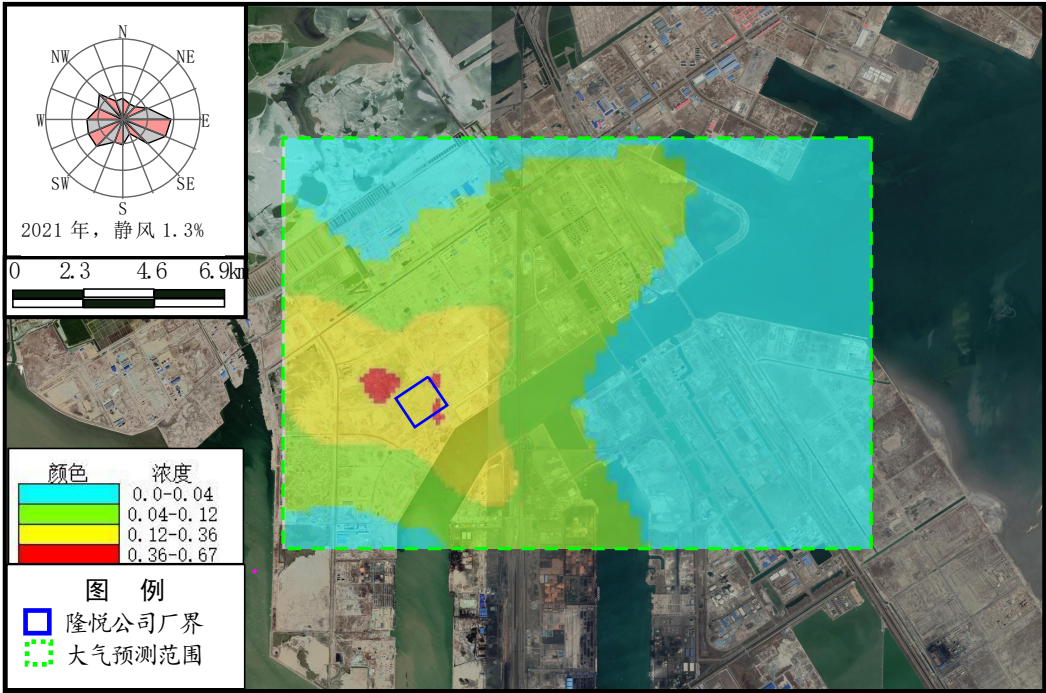 N
NW NE
W E
SW SE
S
2021 年，静风 1.3%
0 2.3 4.6 6.9km
颜色 浓度
0.0-0.04
0.04-0.12
0.12-0.36
0.36-0.67
图 例
隆悦公司厂界
大气预测范围